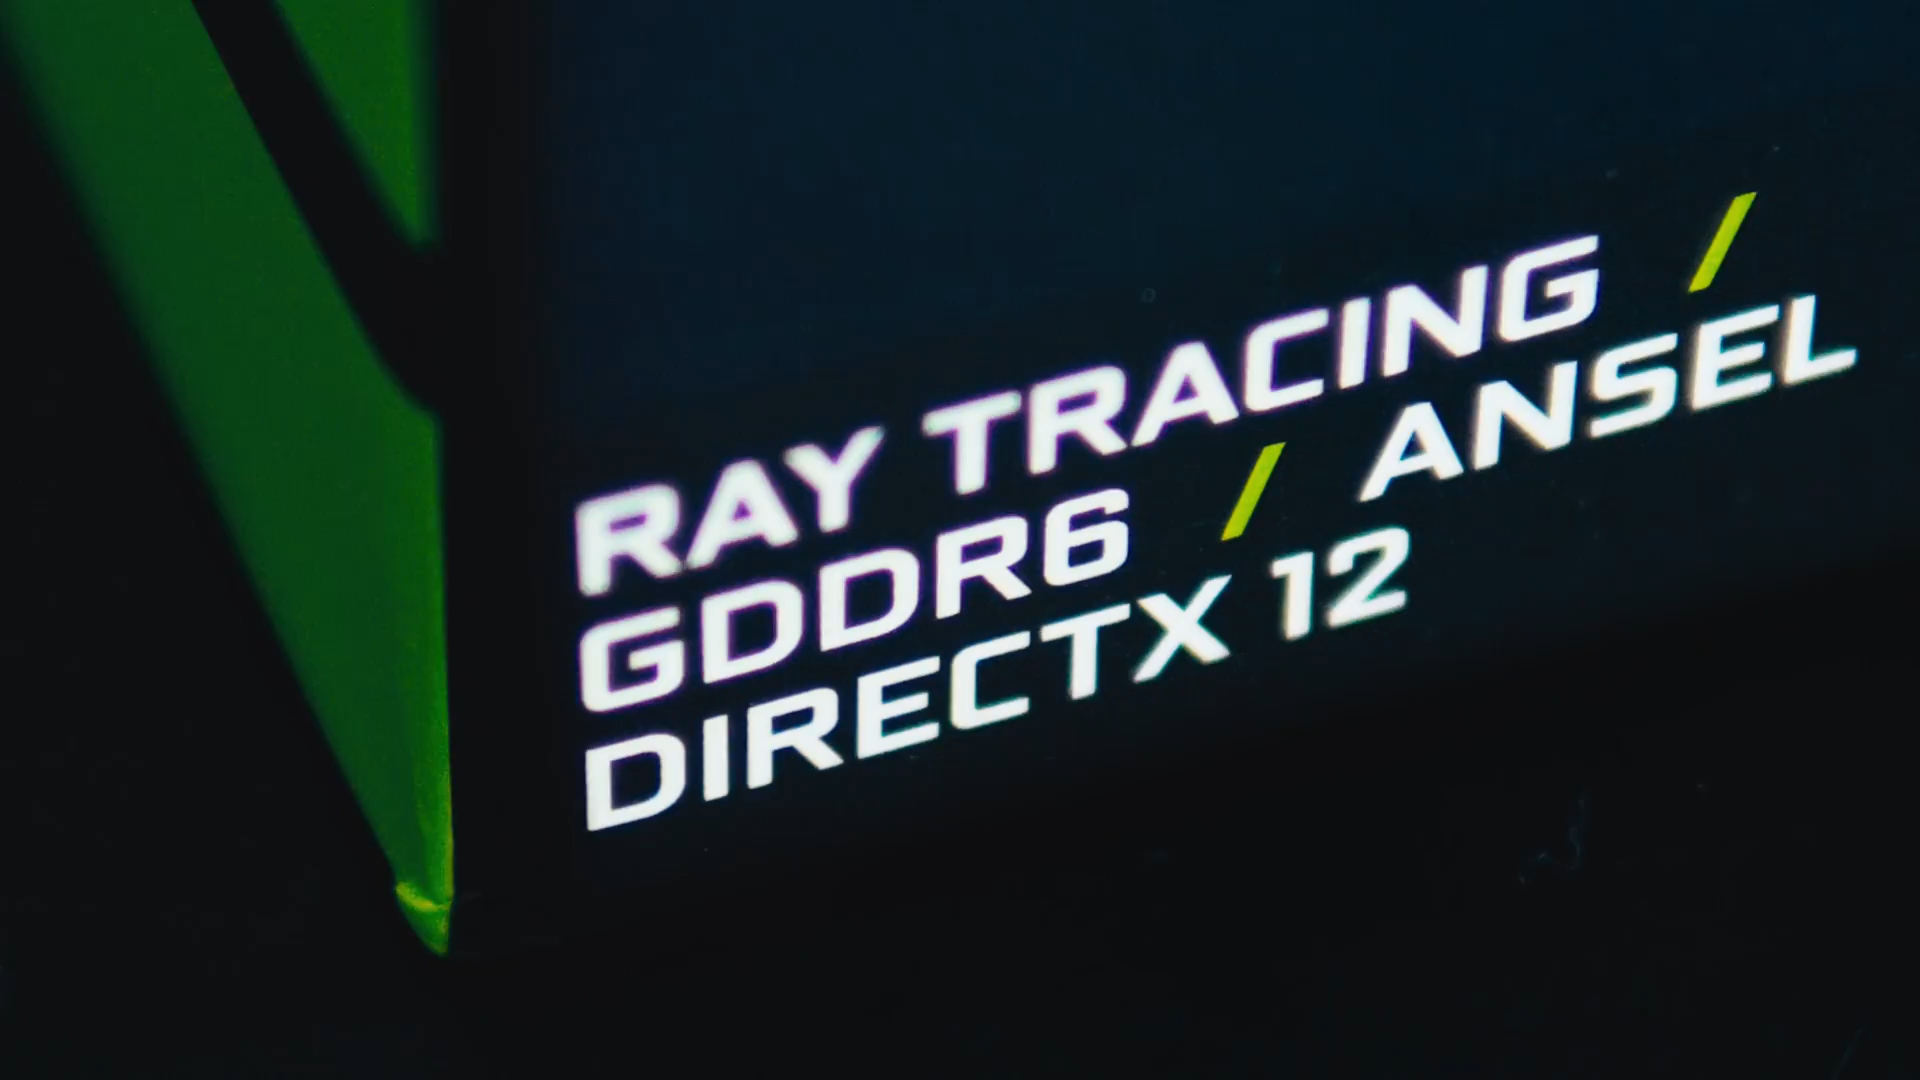 RAY TRACING /
GDDR6 / ANSEL
DIRECTX 12